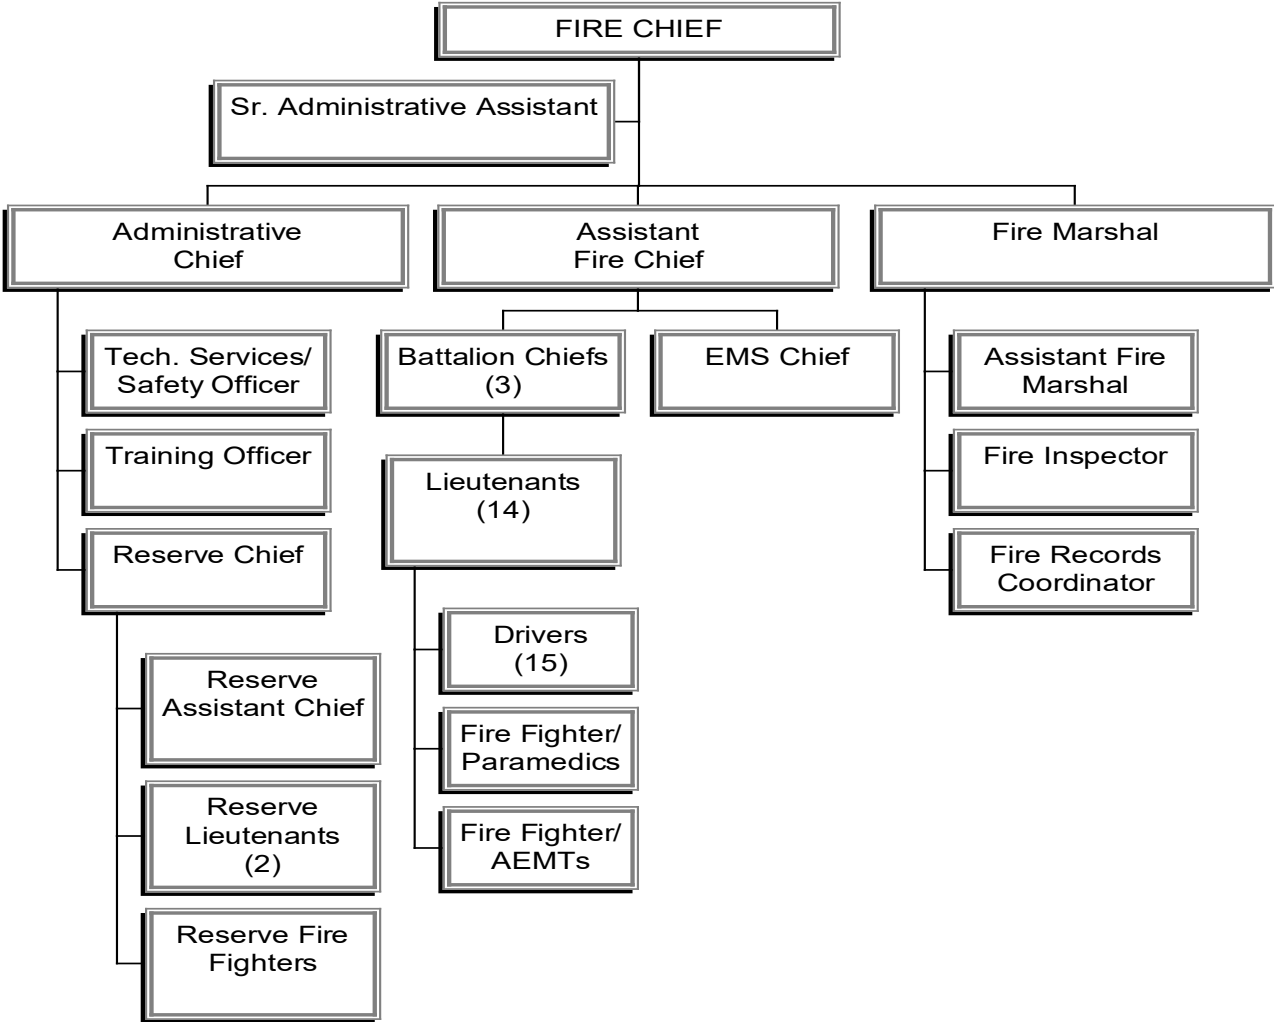 FIRE CHIEF
Sr. Administrative Assistant
Administrative
Chief
Assistant
Fire Chief
Fire Marshal
Tech. Services/
Safety Officer
Training Officer
Reserve Chief
Reserve
Assistant Chief
Reserve
Lieutenants
(2)
Reserve Fire
Fighters
Battalion Chiefs
(3)
EMS Chief
Lieutenants
(14)
Drivers
(15)
Fire Fighter/
Paramedics
Fire Fighter/
AEMTs
Assistant Fire
Marshal
Fire Inspector
Fire Records
Coordinator